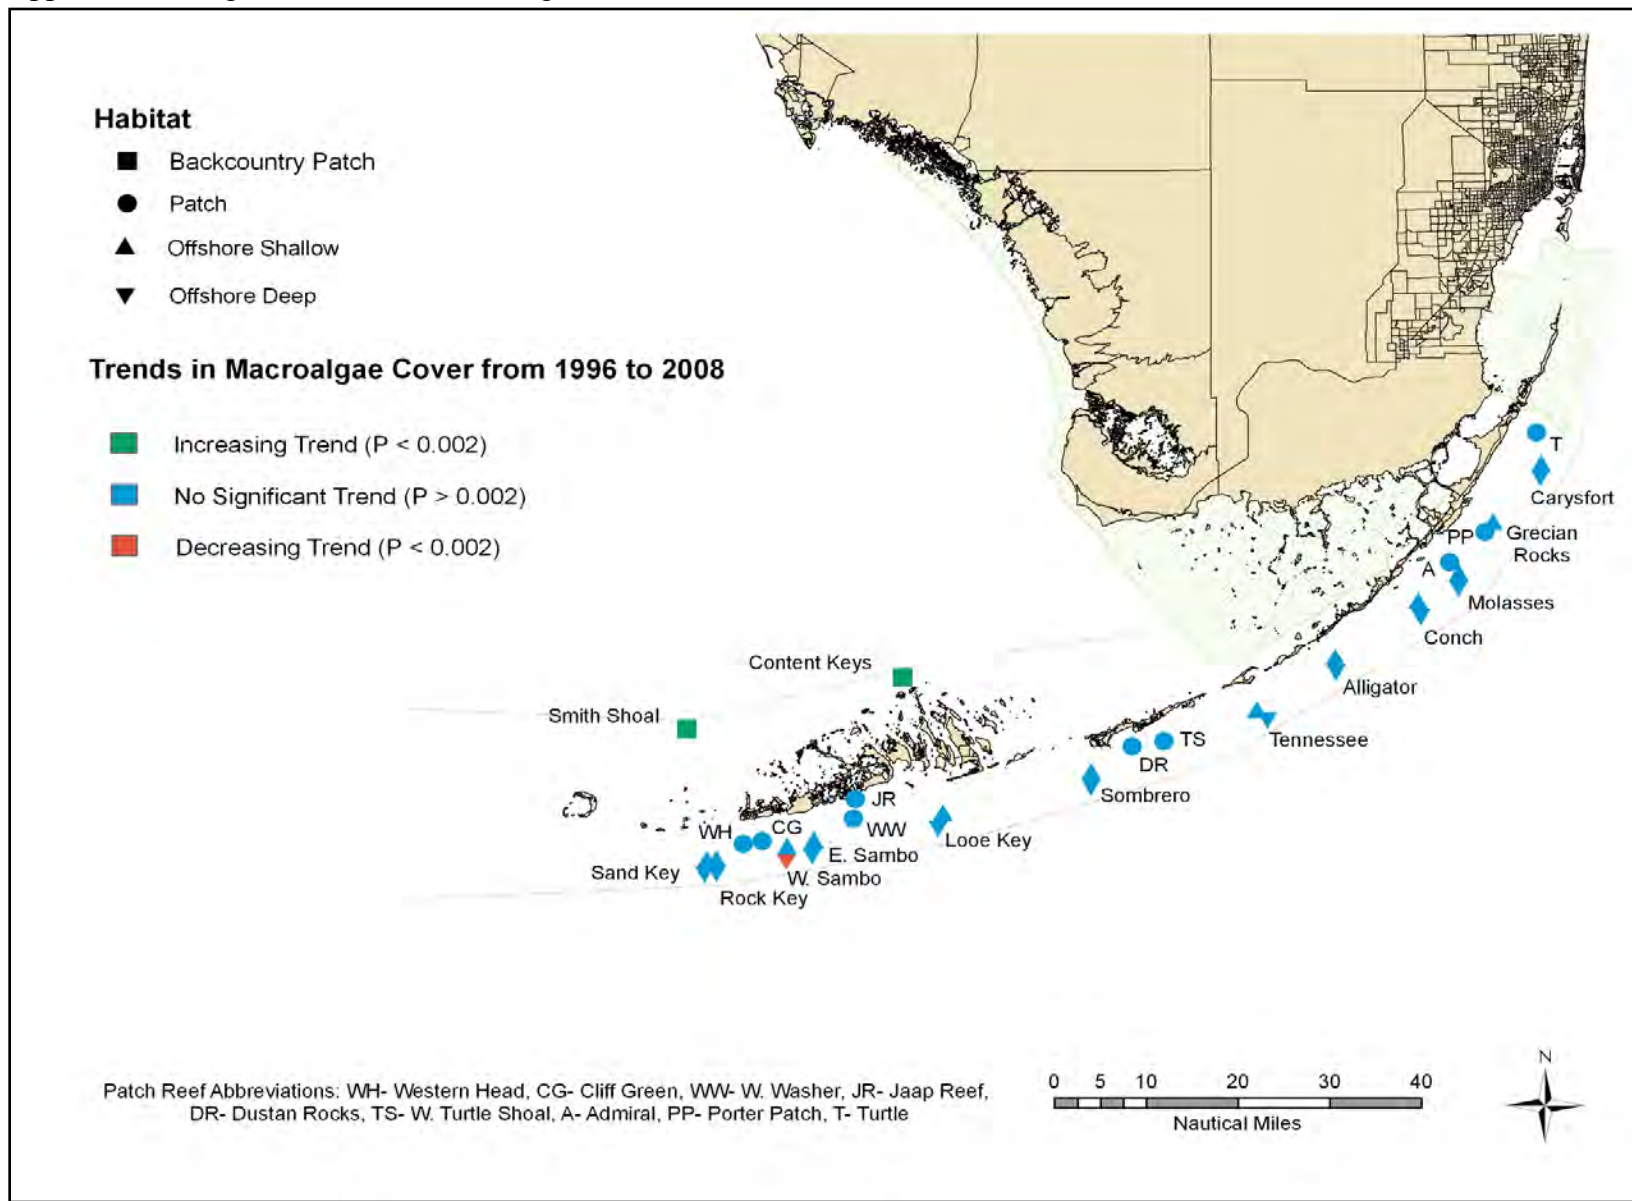 Habitat
Backcountry Patch
Patch
Offshore Shallow
Offshore Deep
Trends in Macroalgae Cover from 1996 to 2008
Increasing Trend (P < 0.002)
No Significant Trend (P > 0.002)
Decreasing Trend (P < 0.002)
T
Carysfort
PP
Grecian
Rocks
A
Molasses
Conch
Content Keys
Alligator
Smith Shoal
TS
Tennessee
DR
Sombrero
JR
WH
CG
WW
Looe Key
E. Sambo
Sand Key
W. Sambo
Rock Key
N
0 5 10 20 30 40
Nautical Miles
Patch Reef Abbreviations: WH- Western Head, CG- Cliff Green, WW- W. Washer, JR- Jaap Reef,
DR- Dustan Rocks, TS- W. Turtle Shoal, A- Admiral, PP- Porter Patch, T- Turtle